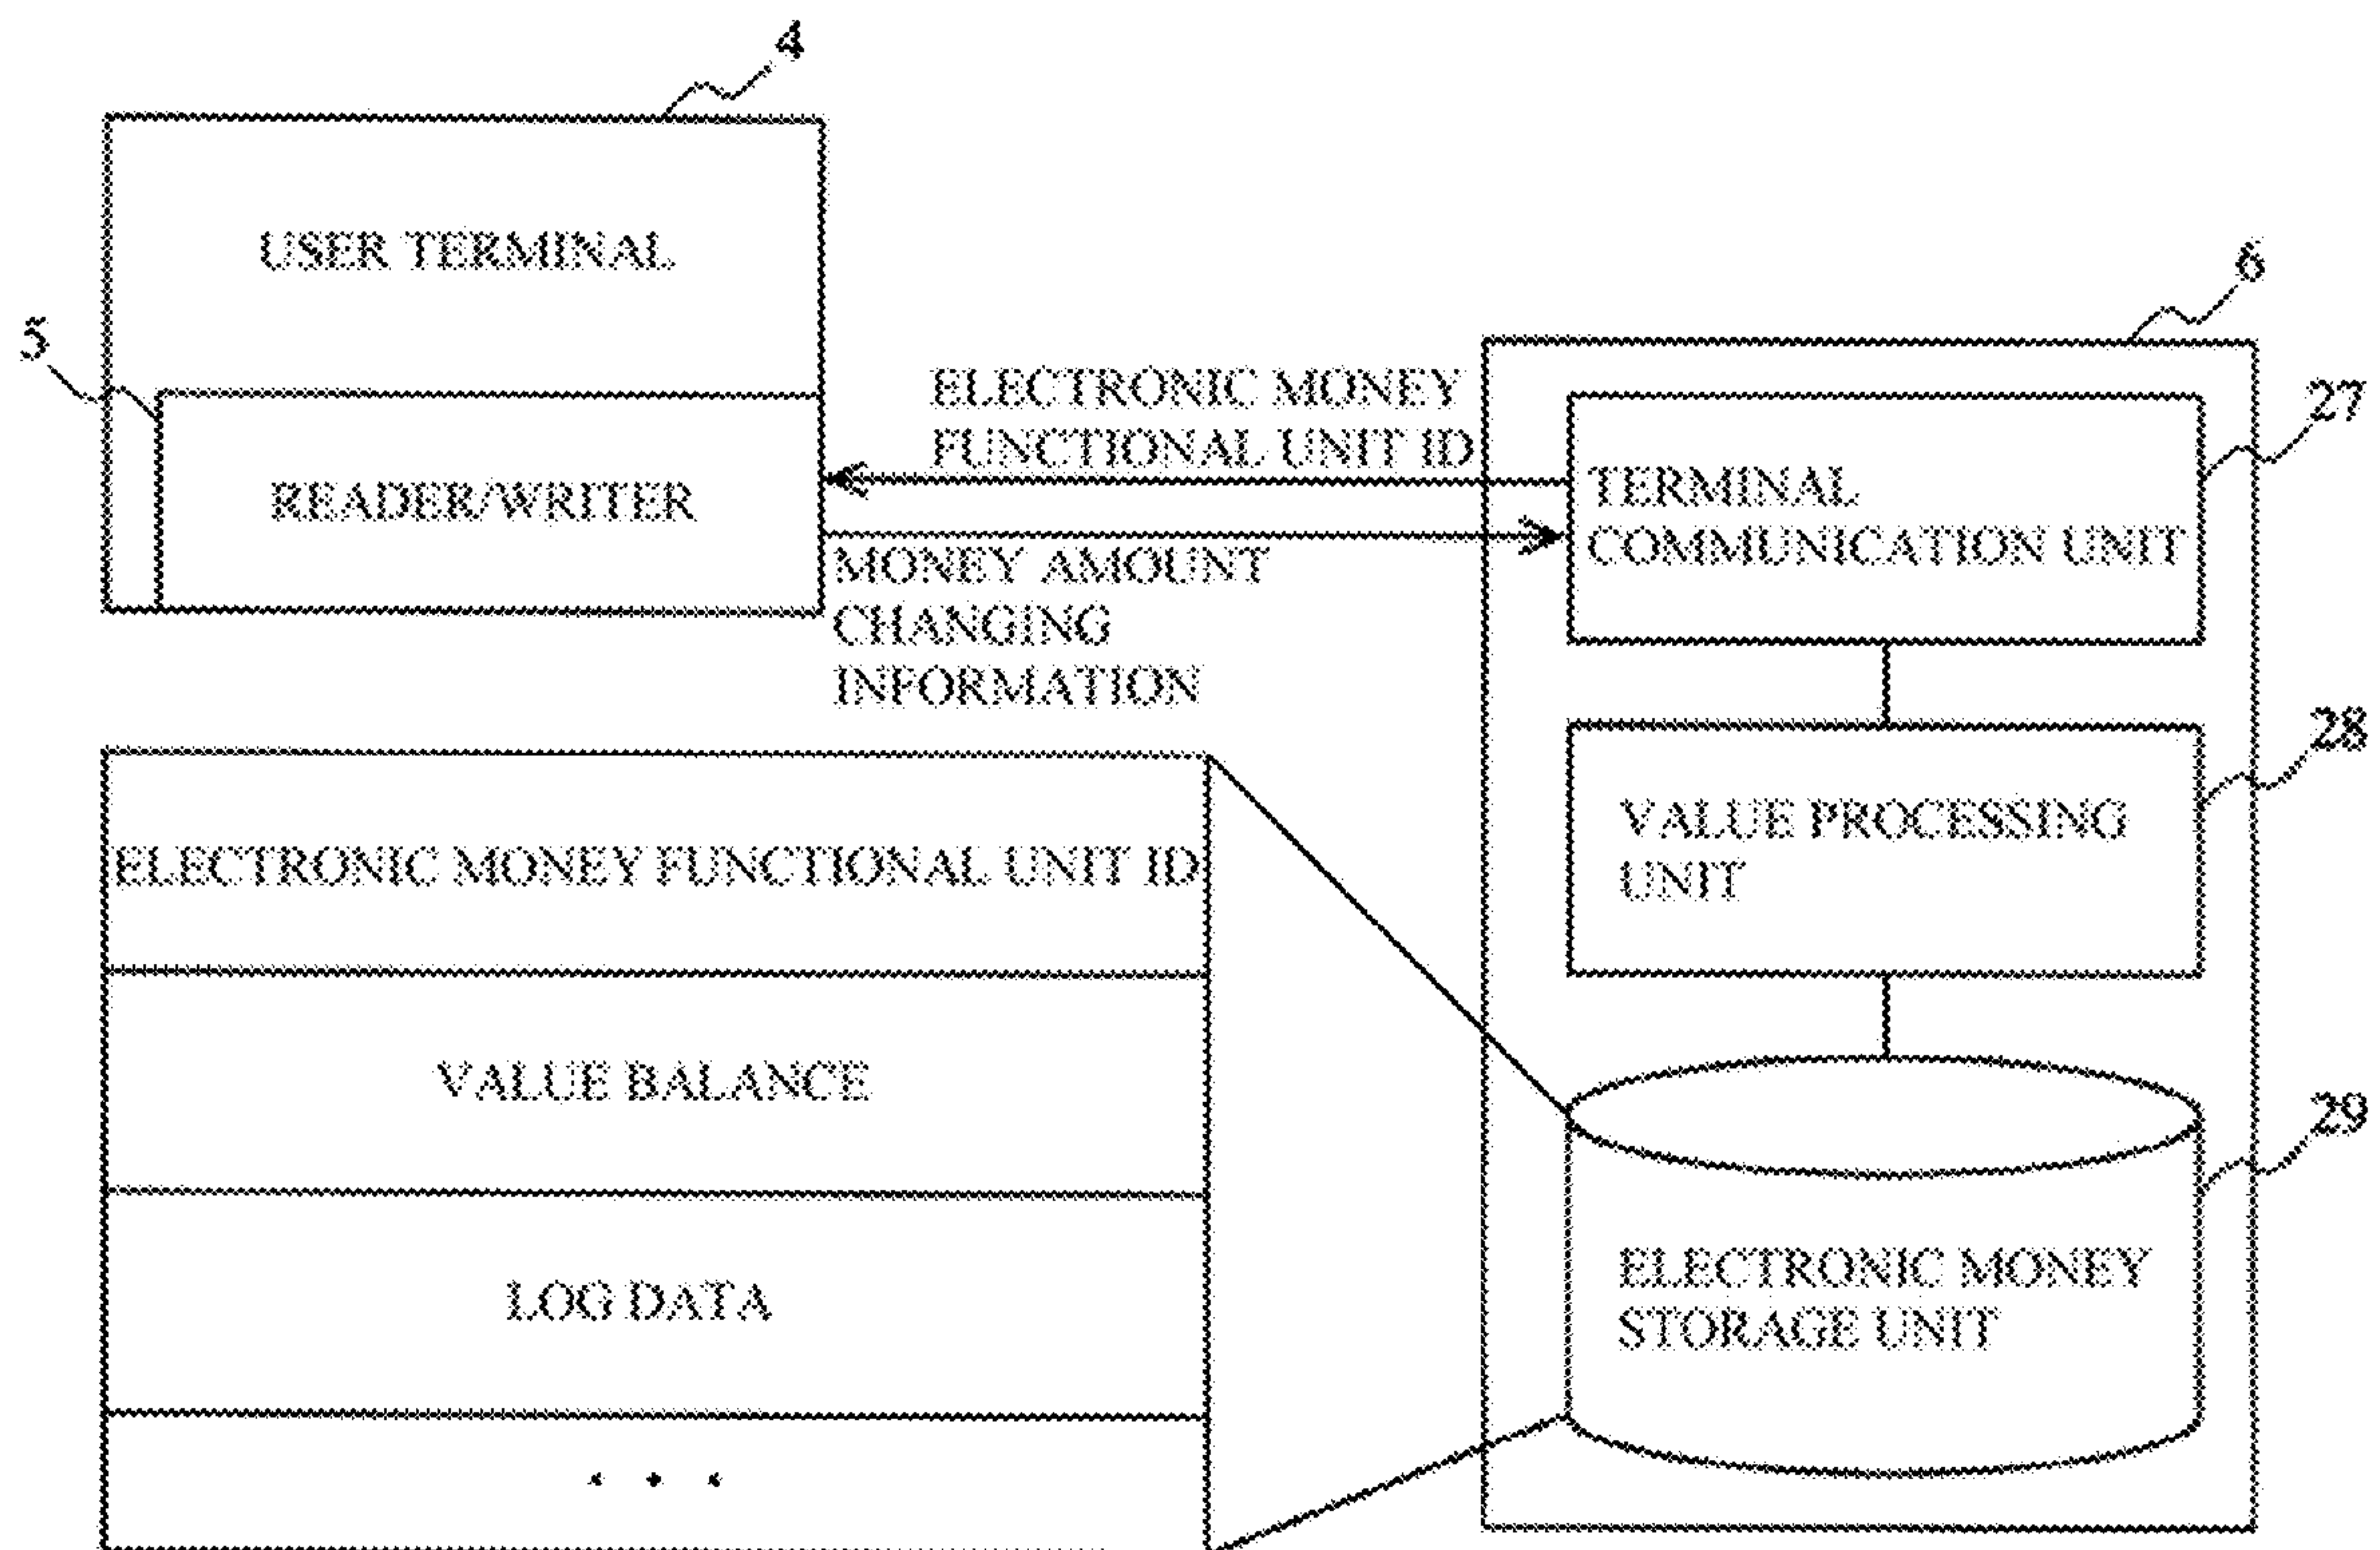 4
USER TERMINAL
5
READER/WRITER
ELECTRONIC MONEY
FUNCTIONAL UNIT ID
MONEY AMOUNT
CHANGING
INFORMATION
6
27
TERMINAL
COMMUNICATION UNIT
28
VALUE PROCESSING
UNIT
29
ELECTRONIC MONEY
STORAGE UNIT
ELECTRONIC MONEY FUNCTIONAL UNIT ID
VALUE BALANCE
LOG DATA
. . .